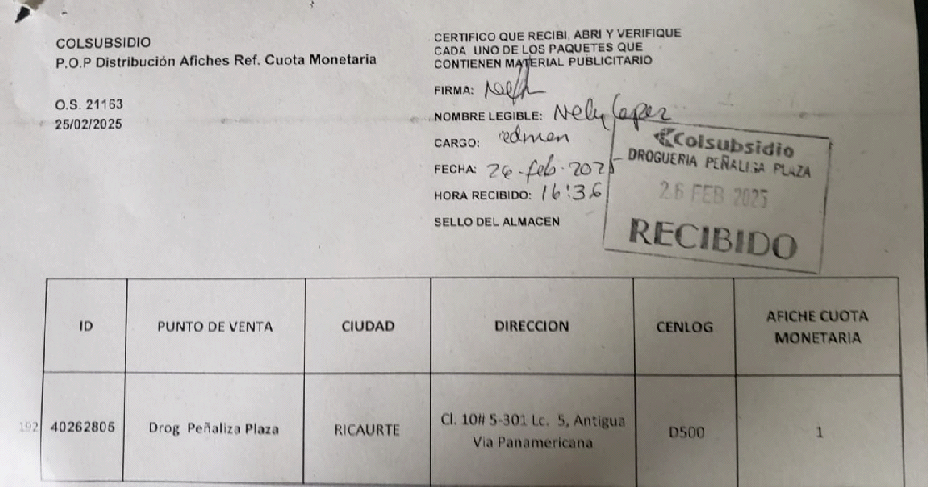 COLSUBSIDIO
P.O.P Distribución Afiches Ref. Cuota Monetaria
O.S. 21163
25/02/2025
CERTIFICO QUE RECIBI, ABRI Y VERIFIQUE
CADA UNO DE LOS PAQUETES QUE
CONTIENEN MATERIAL PUBLICITARIO
FIRMA:
NOMBRE LEGIBLE: Nely Lopez
CARGO:
FECHA: 26-feb-2025
HORA RECIBIDO: 16:36
SELLO DEL ALMACEN
Colsubsidio
DROGUERIA PEÑALISA PLAZA
26 FEB 2025
RECIBIDO
ID PUNTO DE VENTA CIUDAD DIRECCION CENLOG AFICHE CUOTA MONETARIA
192 40262806 Drog Peñaliza Plaza RICAURTE Cl. 10# 5-301 Lc. 5, Antigua Via Panamericana D500 1